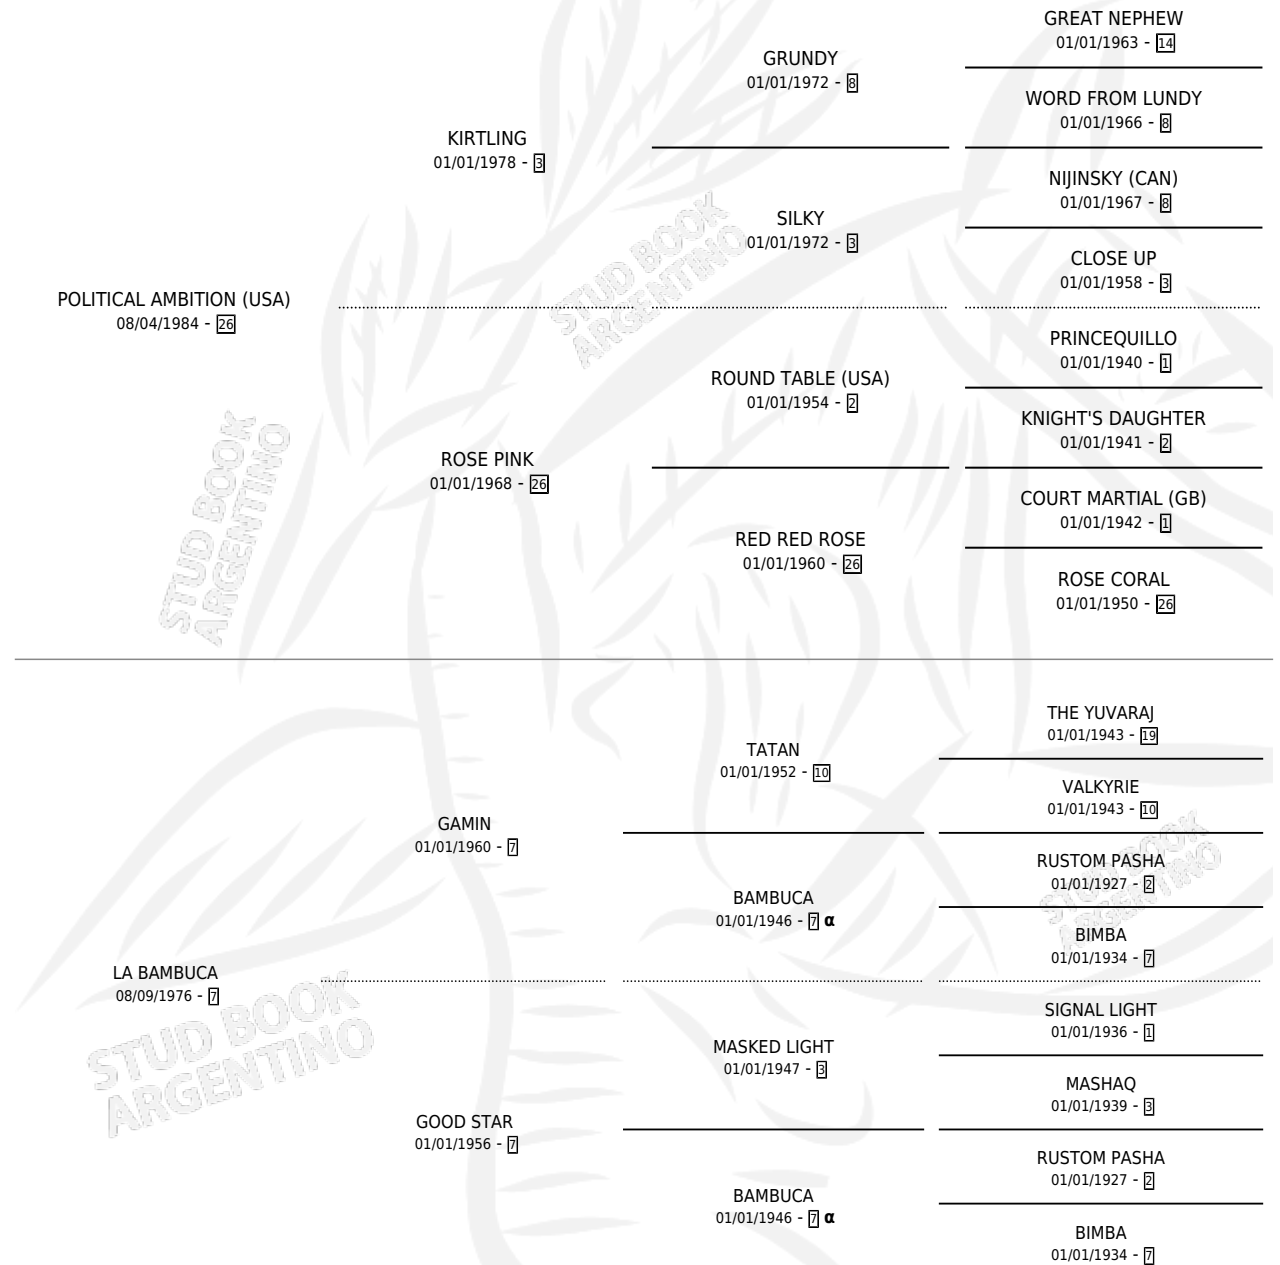 GREAT NEPHEW
01/01/1963 - 14
GRUNDY
01/01/1972 - 8
WORD FROM LUNDY
01/01/1966 - 8
KIRTLING
01/01/1978 - 3
NIJINSKY (CAN)
01/01/1967 - 8
SILKY
01/01/1972 - 3
CLOSE UP
01/01/1958 - 3
POLITICAL AMBITION (USA)
08/04/1984 - 26
PRINCEQUILLO
01/01/1940 - 1
ROUND TABLE (USA)
01/01/1954 - 2
KNIGHT'S DAUGHTER
01/01/1941 - 2
ROSE PINK
01/01/1968 - 26
COURT MARTIAL (GB)
01/01/1942 - 1
RED RED ROSE
01/01/1960 - 26
ROSE CORAL
01/01/1950 - 26
THE YUVARAJ
01/01/1943 - 19
TATAN
01/01/1952 - 10
VALKYRIE
01/01/1943 - 10
GAMIN
01/01/1960 - 7
RUSTOM PASHA
01/01/1927 - 2
BAMBUCA
01/01/1946 - 7 α
BIMBA
01/01/1934 - 7
LA BAMBUCA
08/09/1976 - 7
SIGNAL LIGHT
01/01/1936 - 1
MASKED LIGHT
01/01/1947 - 3
MASHAQ
01/01/1939 - 3
GOOD STAR
01/01/1956 - 7
RUSTOM PASHA
01/01/1927 - 2
BAMBUCA
01/01/1946 - 7 α
BIMBA
01/01/1934 - 7
STUD BOOK
ARGENTINO
STUD BOOK
ARGENTINO
STUD BOOK
ARGENTINO
STUD BOOK
ARGENTINO